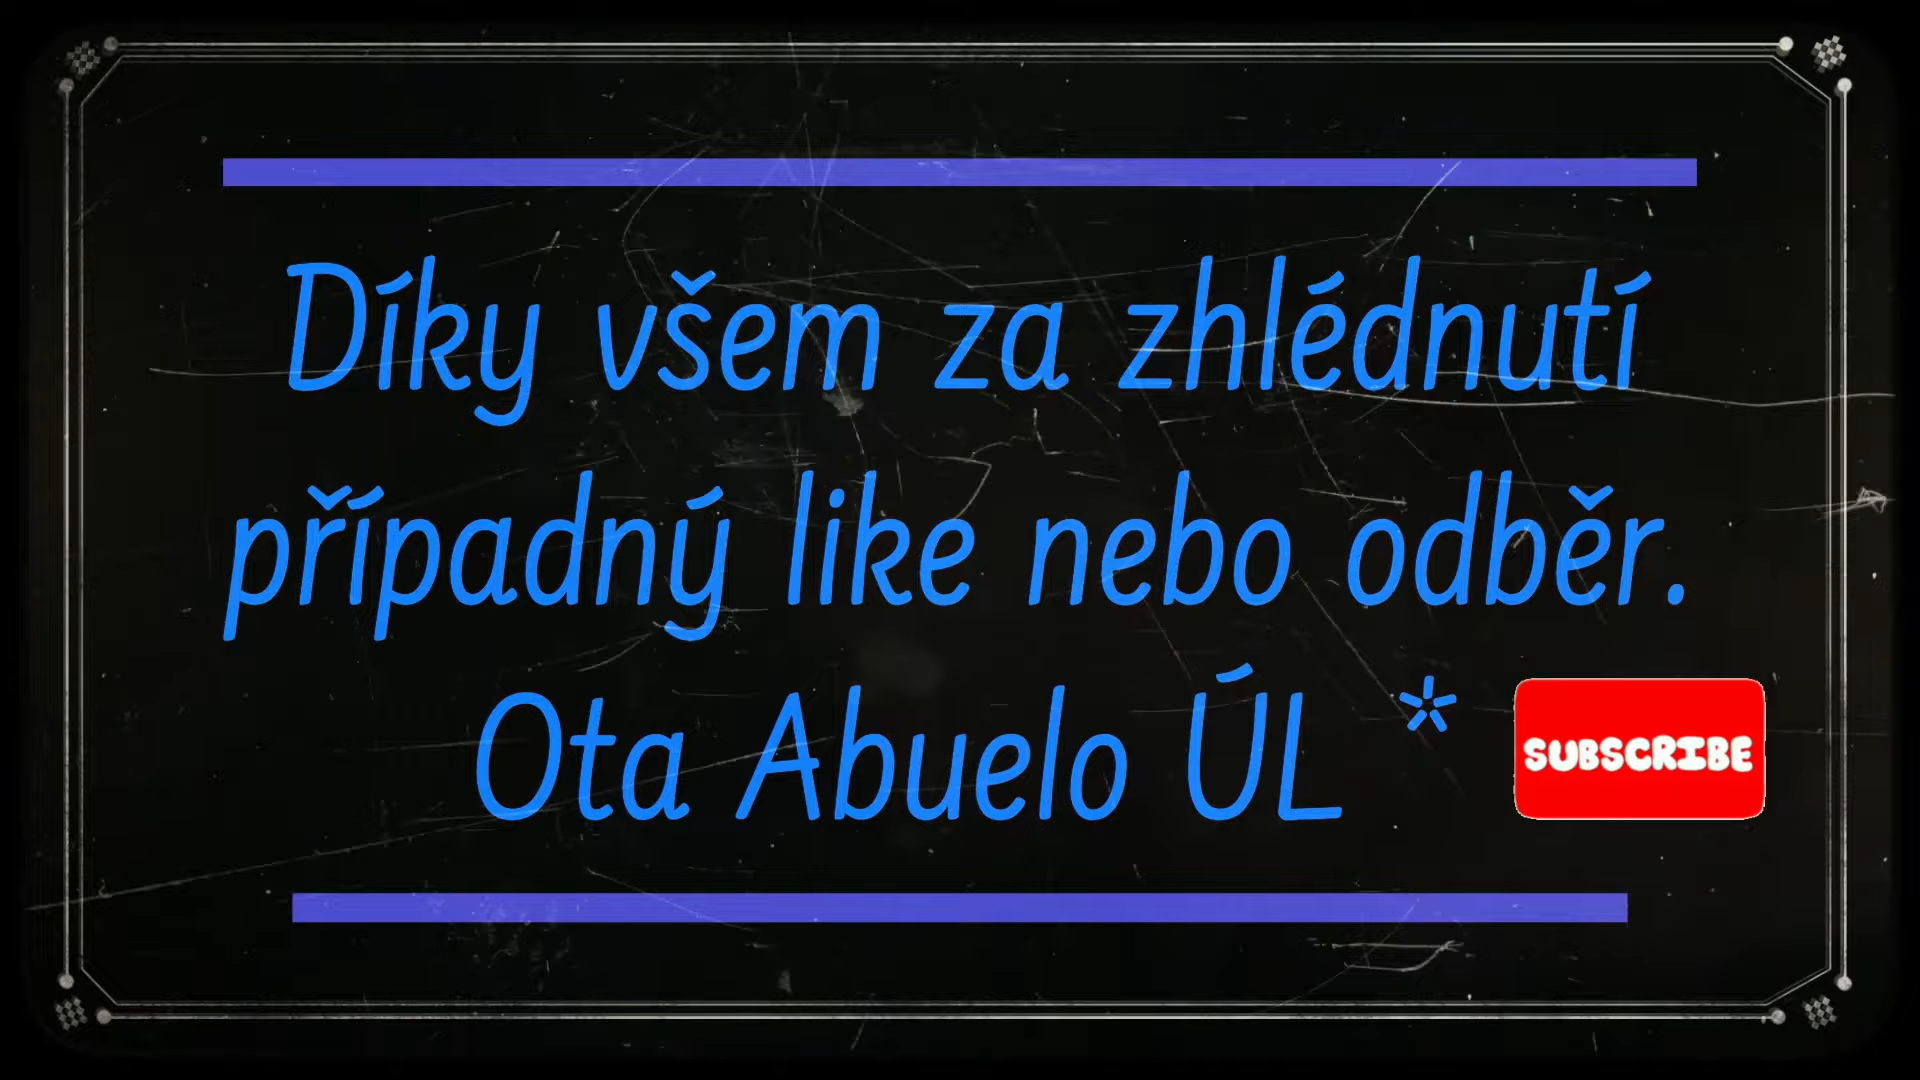 Díky všem za zhlédnutí
případný like nebo odběr.
Ota Abuelo ÚL *
SUBSCRIBE